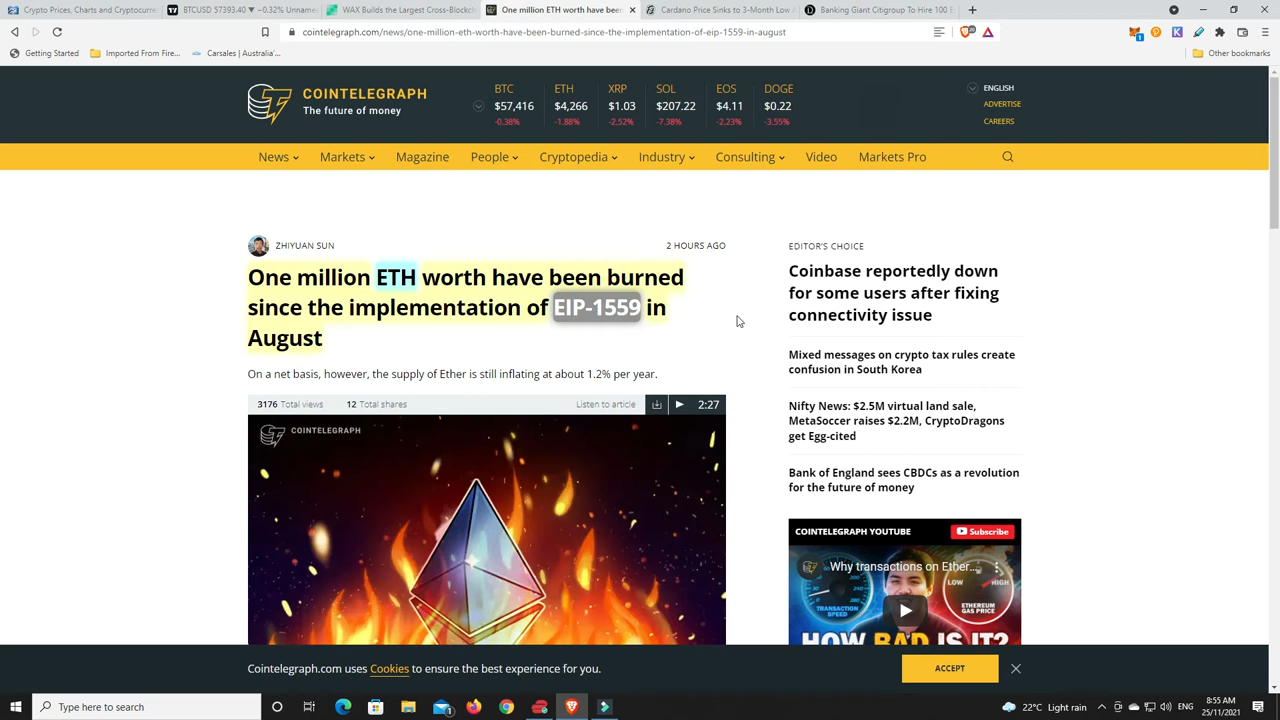 Crypto Prices, Charts and Cryptocurr
BTCUSD 57393.40 ▼ −0.32% Unname
WAX Builds the Largest Cross-Block
One million ETH worth have been
Cardano Price Sinks to 3-Month Low
Banking Giant Citigroup To Hire 100 E
cointelegraph.com/news/one-million-eth-worth-have-been-burned-since-the-implementation-of-eip-1559-in-august
Getting Started
Imported From Fire...
Carsales | Australia'...
Other bookmarks
COINTELEGRAPH
The future of money
BTC ETH XRP SOL EOS DOGE
$57,416 $4,266 $1.03 $207.22 $4.11 $0.22
-0.38% -1.88% -2.52% -7.38% -2.23% -3.55%
ENGLISH
ADVERTISE
CAREERS
News Markets Magazine People Cryptopedia Industry Consulting Video Markets Pro
ZHIYUAN SUN
2 HOURS AGO
One million ETH worth have been burned
since the implementation of EIP-1559 in
August
On a net basis, however, the supply of Ether is still inflating at about 1.2% per year.
3176 Total views 12 Total shares Listen to article 2:27
COINTELEGRAPH
EDITOR'S CHOICE
Coinbase reportedly down
for some users after fixing
connectivity issue
Mixed messages on crypto tax rules create
confusion in South Korea
Nifty News: $2.5M virtual land sale,
MetaSoccer raises $2.2M, CryptoDragons
get Egg-cited
Bank of England sees CBDCs as a revolution
for the future of money
COINTELEGRAPH YOUTUBE
Subscribe
Why transactions on Ether...
TRANSACTION
SPEED
LOW
HIGH
ETHEREUM
GAS PRICE
HOW BAD IS IT?
Cointelegraph.com uses Cookies to ensure the best experience for you.
ACCEPT
Type here to search
22°C Light rain
ENG
8:55 AM
25/11/2021